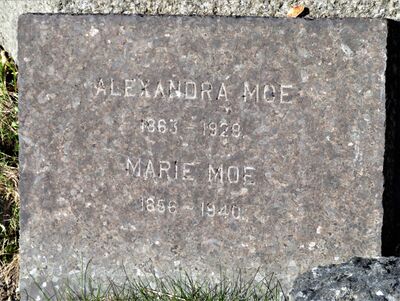 ALEXANDRA MOE
1863 - 1929
MARIE MOE
1856 - 1940